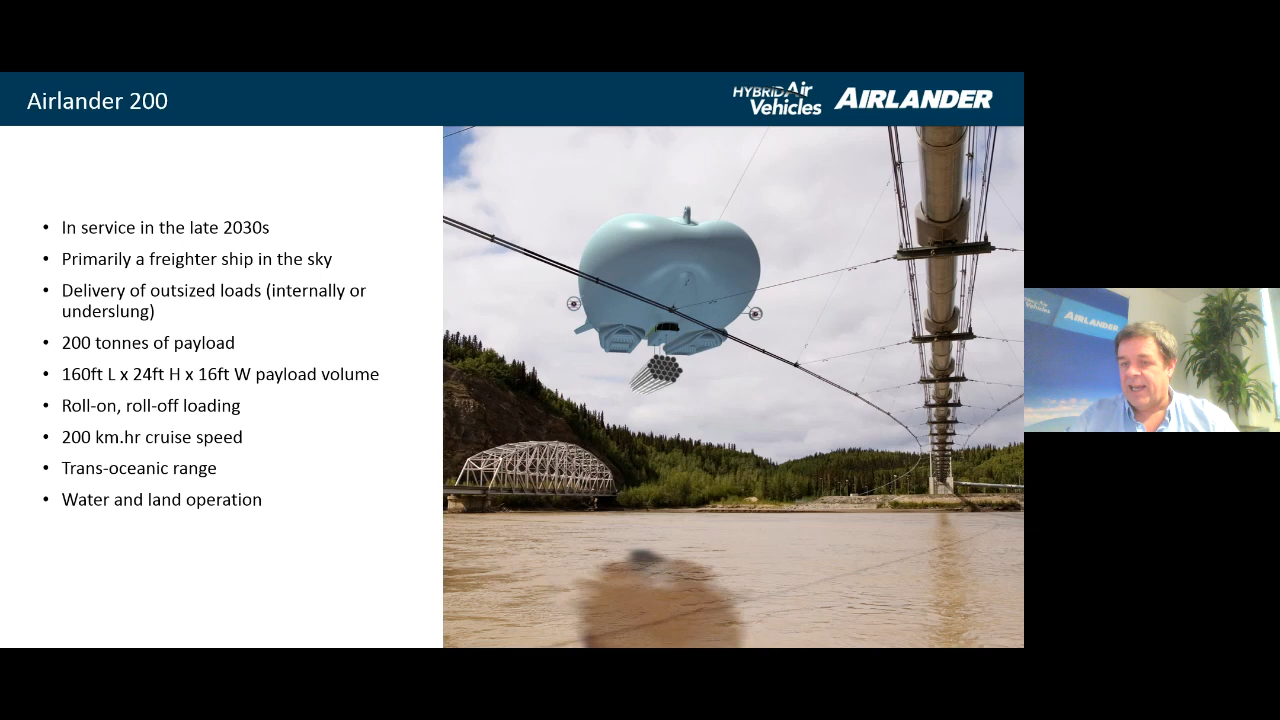 Airlander 200
HYBRID Air
Vehicles
AIRLANDER
• In service in the late 2030s
• Primarily a freighter ship in the sky
• Delivery of outsized loads (internally or
underslung)
• 200 tonnes of payload
• 160ft L x 24ft H x 16ft W payload volume
• Roll-on, roll-off loading
• 200 km.hr cruise speed
• Trans-oceanic range
• Water and land operation
Air
Vehicles
AIRLANDER